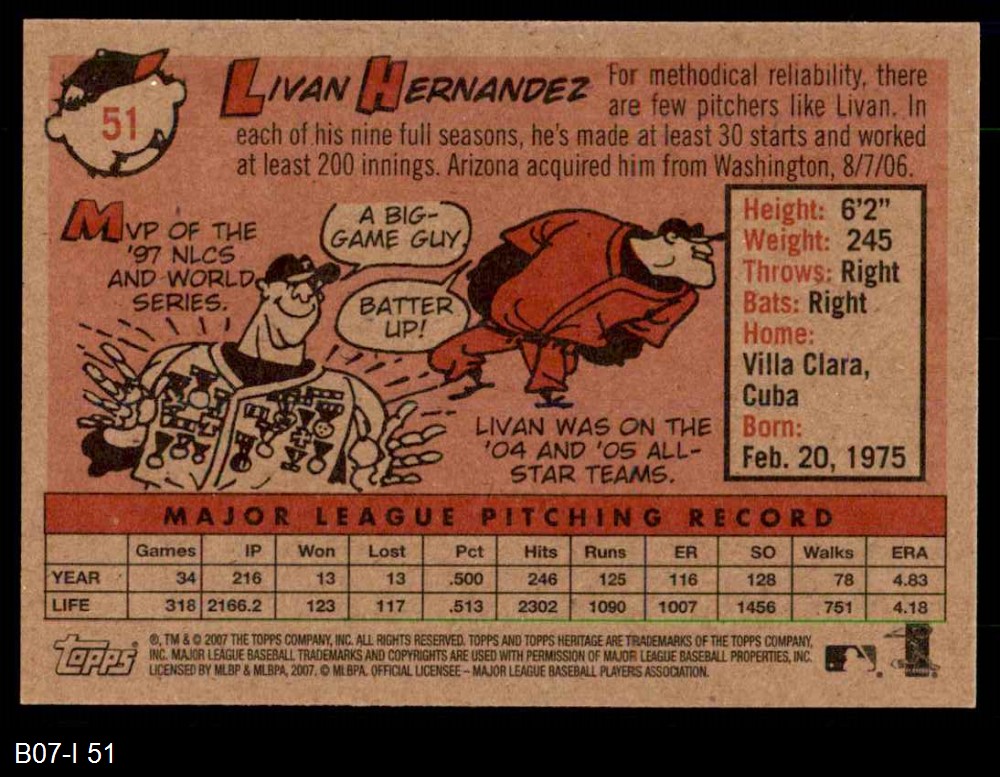 51
LIVAN HERNANDEZ
For methodical reliability, there
are few pitchers like Livan. In
each of his nine full seasons, he's made at least 30 starts and worked
at least 200 innings. Arizona acquired him from Washington, 8/7/06.
MVP OF THE
'97 NLCS
AND WORLD
SERIES.
A BIG-
GAME GUY
BATTER
UP!
LIVAN WAS ON THE
'04 AND '05 ALL-
STAR TEAMS.
Height: 6'2"
Weight: 245
Throws: Right
Bats: Right
Home:
Villa Clara,
Cuba
Born:
Feb. 20, 1975
MAJOR LEAGUE PITCHING RECORD
Games IP Won Lost Pct Hits Runs ER SO Walks ERA
YEAR 34 216 13 13 .500 246 125 116 128 78 4.83
LIFE 318 2166.2 123 117 .513 2302 1090 1007 1456 751 4.18
Topps
®, TM & © 2007 THE TOPPS COMPANY, INC. ALL RIGHTS RESERVED. TOPPS AND TOPPS HERITAGE ARE TRADEMARKS OF THE TOPPS COMPANY,
INC. MAJOR LEAGUE BASEBALL TRADEMARKS AND COPYRIGHTS ARE USED WITH PERMISSION OF MAJOR LEAGUE BASEBALL PROPERTIES, INC.
LICENSED BY MLBP & MLBPA, 2007. © MLBPA. OFFICIAL LICENSEE – MAJOR LEAGUE BASEBALL PLAYERS ASSOCIATION.
B07-I 51